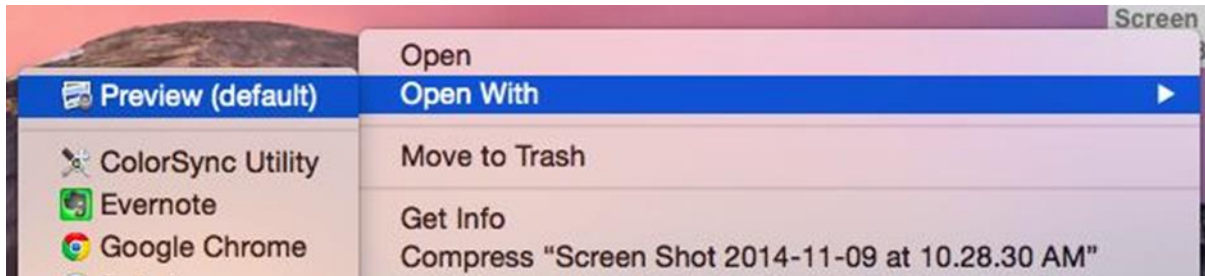 Screen
Open
Open With
Preview (default)
Move to Trash
ColorSync Utility
Evernote
Get Info
Google Chrome
Compress “Screen Shot 2014-11-09 at 10.28.30 AM”